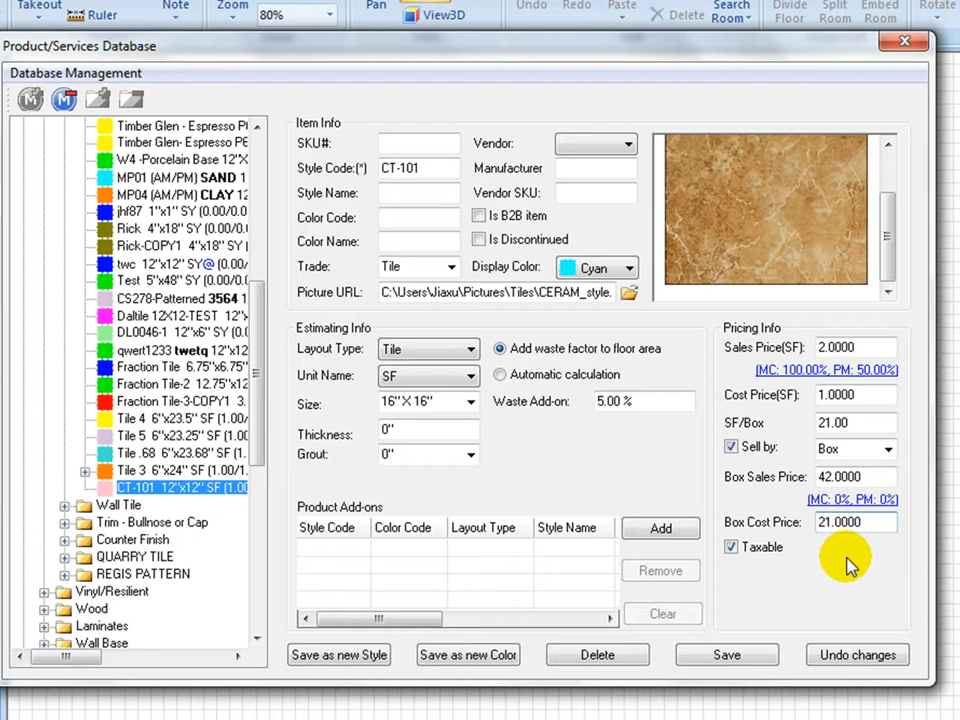 Takeout Note Zoom Pan Undo Redo Paste Search Divide Split Embed Rotate
Ruler 80% View3D Delete Room Floor Room Room
Product/Services Database
Database Management
Timber Glen - Espresso P
Timber Glen- Espresso P6
W4 -Porcelain Base 12"X
MP01 (AM/PM) SAND 1
MP04 (AM/PM) CLAY 12
jhf87 1"x1" SY (0.00/0.0
Rick 4"x18" SY (0.00/0.
Rick-COPY1 4"x18" SY (0.
twc 12"x12" SY@ (0.00/
Test 5"x48" SY (0.00/0.0
CS278-Patterned 3564 1
Daltile 12X12-TEST 12"x
DL0046-1 12"x6" SY (0.0
qwert1233 twetq 12"x12
Fraction Tile 6.75"x6.75"
Fraction Tile-2 12.75"x12
Fraction Tile-3-COPY1 3.
Tile 4 6"x23.5" SF (1.00/
Tile 5 6"x23.25" SF (1.0
Tile .68 6"x23.68" SF (1.
Tile 3 6"x24" SF (1.00/1.
CT-101 12"x12" SF (1.00
Wall Tile
Trim - Bullnose or Cap
Counter Finish
QUARRY TILE
REGIS PATTERN
Vinyl/Resilient
Wood
Laminates
Wall Base
Item Info
SKU#: Vendor:
Style Code:(*) CT-101 Manufacturer
Style Name: Vendor SKU:
Color Code: Is B2B item
Color Name: Is Discontinued
Trade: Tile Display Color: Cyan
Picture URL: C:\Users\Jiaxu\Pictures\Tiles\CERAM_style.
Estimating Info
Layout Type: Tile Add waste factor to floor area
Unit Name: SF Automatic calculation
Size: 16" X 16" Waste Add-on: 5.00 %
Thickness: 0"
Grout: 0"
Product Add-ons
Style Code Color Code Layout Type Style Name
Add
Remove
Clear
Pricing Info
Sales Price(SF) 2.0000
(MC: 100.00%, PM: 50.00%)
Cost Price(SF) 1.0000
SF/Box 21.00
Sell by: Box
Box Sales Price: 42.0000
(MC: 0%, PM: 0%)
Box Cost Price: 21.0000
Taxable
Save as new Style Save as new Color Delete Save Undo changes